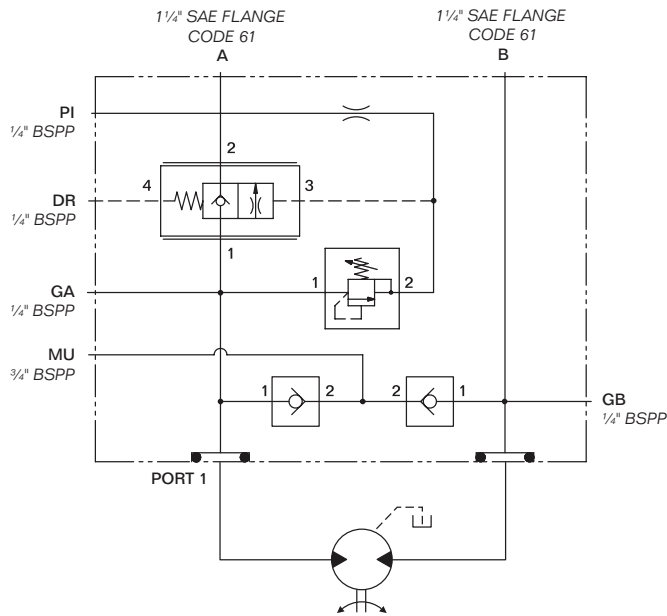 1¼" SAE FLANGE
CODE 61
A
1¼" SAE FLANGE
CODE 61
B
PI
¼" BSPP
2
4
3
DR
¼" BSPP
1
GA
¼" BSPP
1
2
MU
¾" BSPP
1
2
2
1
GB
¼" BSPP
PORT 1